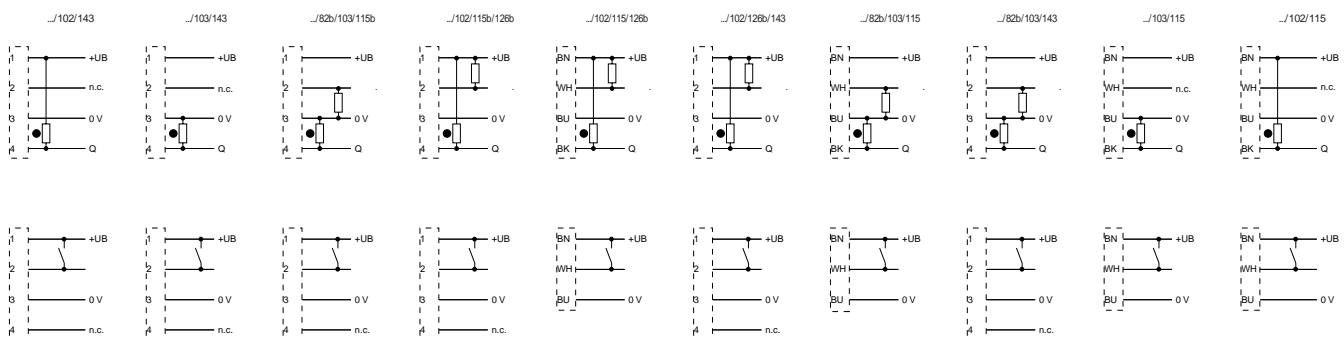 .../102/143 .../103/143 .../82b/103/115b .../102/115b/126b .../102/115/126b .../102/126b/143 .../82b/103/115 .../82b/103/143 .../103/115 .../102/115
1 +UB 1 +UB 1 +UB 1 +UB BN +UB 1 +UB BN +UB 1 +UB BN +UB BN +UB
2 n.c. 2 n.c. 2 2 WH 2 WH 2 WH n.c. WH n.c.
3 0 V 3 0 V 3 0 V 3 0 V BU 0 V 3 0 V BU 0 V 3 0 V BU 0 V BU 0 V
4 Q 4 Q 4 Q 4 Q BK Q 4 Q BK Q 4 Q BK Q BK Q
1 +UB 1 +UB 1 +UB 1 +UB BN +UB 1 +UB BN +UB 1 +UB BN +UB BN +UB
2 2 2 2 WH 2 WH 2 WH WH
3 0 V 3 0 V 3 0 V 3 0 V BU 0 V 3 0 V BU 0 V 3 0 V BU 0 V BU 0 V
4 n.c. 4 n.c. 4 n.c. 4 n.c. 4 n.c. 4 n.c.